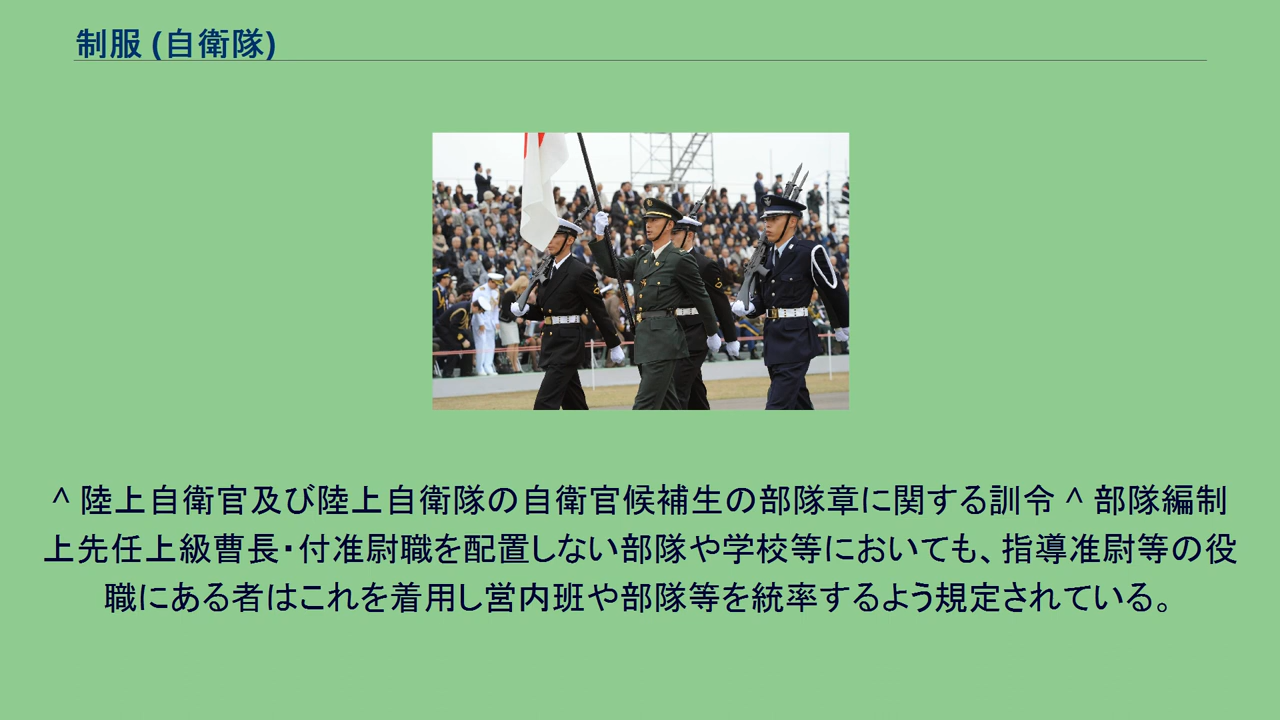 制服 (自衛隊)
^ 陸上自衛官及び陸上自衛隊の自衛官候補生の部隊章に関する訓令 ^ 部隊編制
上先任上級曹長・付准尉職を配置しない部隊や学校等においても、指導准尉等の役
職にある者はこれを着用し営内班や部隊等を統率するよう規定されている。